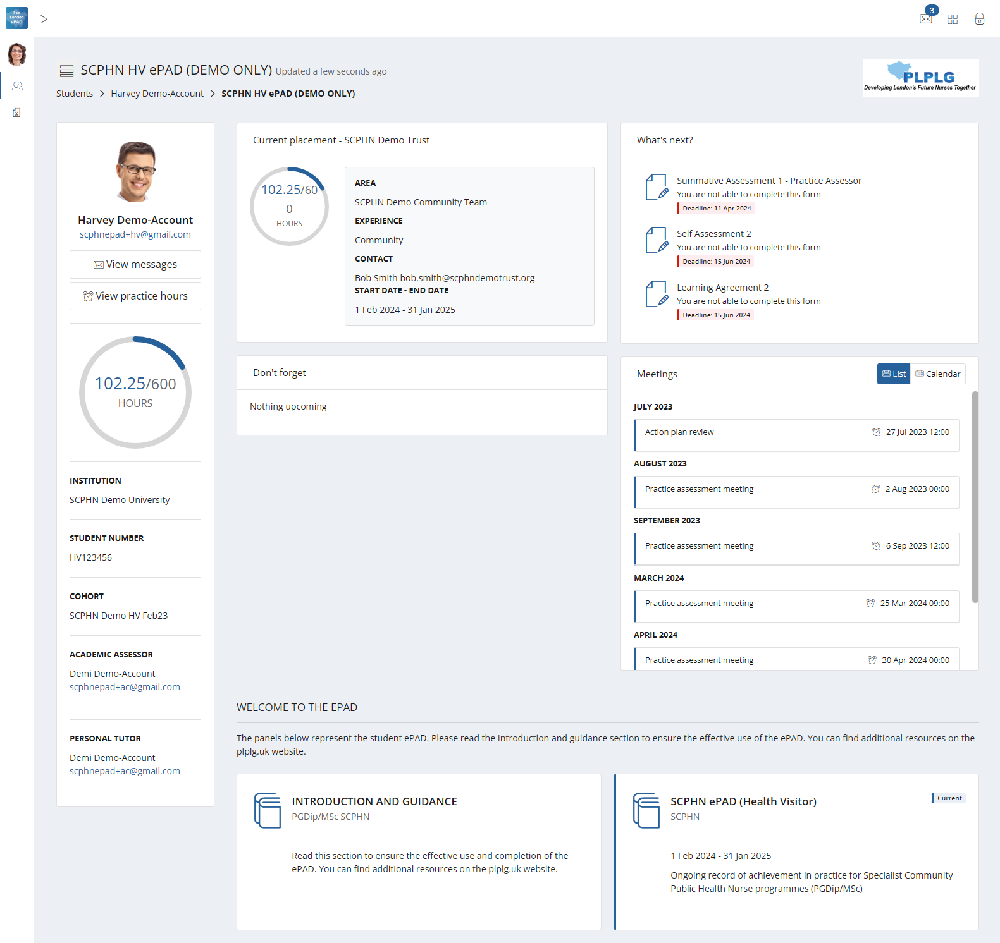 Pan
London
ePAD
3
SCPHN HV ePAD (DEMO ONLY) Updated a few seconds ago
PLPLG
Developing London's Future Nurses Together
Students > Harvey Demo-Account > SCPHN HV ePAD (DEMO ONLY)
Harvey Demo-Account
scphnepad+hv@gmail.com
View messages
View practice hours
102.25/600
HOURS
INSTITUTION
SCPHN Demo University
STUDENT NUMBER
HV123456
COHORT
SCPHN Demo HV Feb23
ACADEMIC ASSESSOR
Demi Demo-Account
scphnepad+ac@gmail.com
PERSONAL TUTOR
Demi Demo-Account
scphnepad+ac@gmail.com
Current placement - SCPHN Demo Trust
102.25/60
0
HOURS
AREA
SCPHN Demo Community Team
EXPERIENCE
Community
CONTACT
Bob Smith bob.smith@scphndemotrust.org
START DATE - END DATE
1 Feb 2024 - 31 Jan 2025
What's next?
Summative Assessment 1 - Practice Assessor
You are not able to complete this form
Deadline: 11 Apr 2024
Self Assessment 2
You are not able to complete this form
Deadline: 15 Jun 2024
Learning Agreement 2
You are not able to complete this form
Deadline: 15 Jun 2024
Don't forget
Nothing upcoming
Meetings
List
Calendar
JULY 2023
Action plan review 27 Jul 2023 12:00
AUGUST 2023
Practice assessment meeting 2 Aug 2023 00:00
SEPTEMBER 2023
Practice assessment meeting 6 Sep 2023 12:00
MARCH 2024
Practice assessment meeting 25 Mar 2024 09:00
APRIL 2024
Practice assessment meeting 30 Apr 2024 00:00
WELCOME TO THE EPAD
The panels below represent the student ePAD. Please read the Introduction and guidance section to ensure the effective use of the ePAD. You can find additional resources on the
plplg.uk website.
INTRODUCTION AND GUIDANCE
PGDip/MSc SCPHN
Read this section to ensure the effective use and completion of the
ePAD. You can find additional resources on the plplg.uk website.
SCPHN ePAD (Health Visitor)
Current
SCPHN
1 Feb 2024 - 31 Jan 2025
Ongoing record of achievement in practice for Specialist Community
Public Health Nurse programmes (PGDip/MSc)